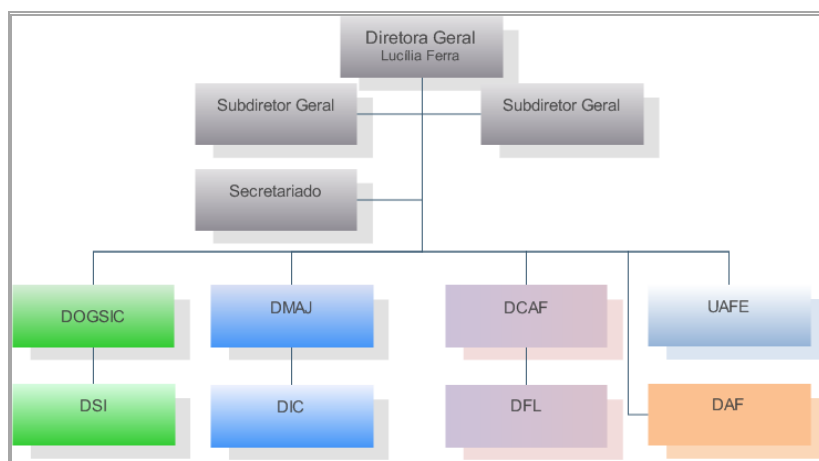 Diretora Geral
Lucília Ferra
Subdiretor Geral
Subdiretor Geral
Secretariado
DOGSIC
DMAJ
DCAF
UAFE
DSI
DIC
DFL
DAF